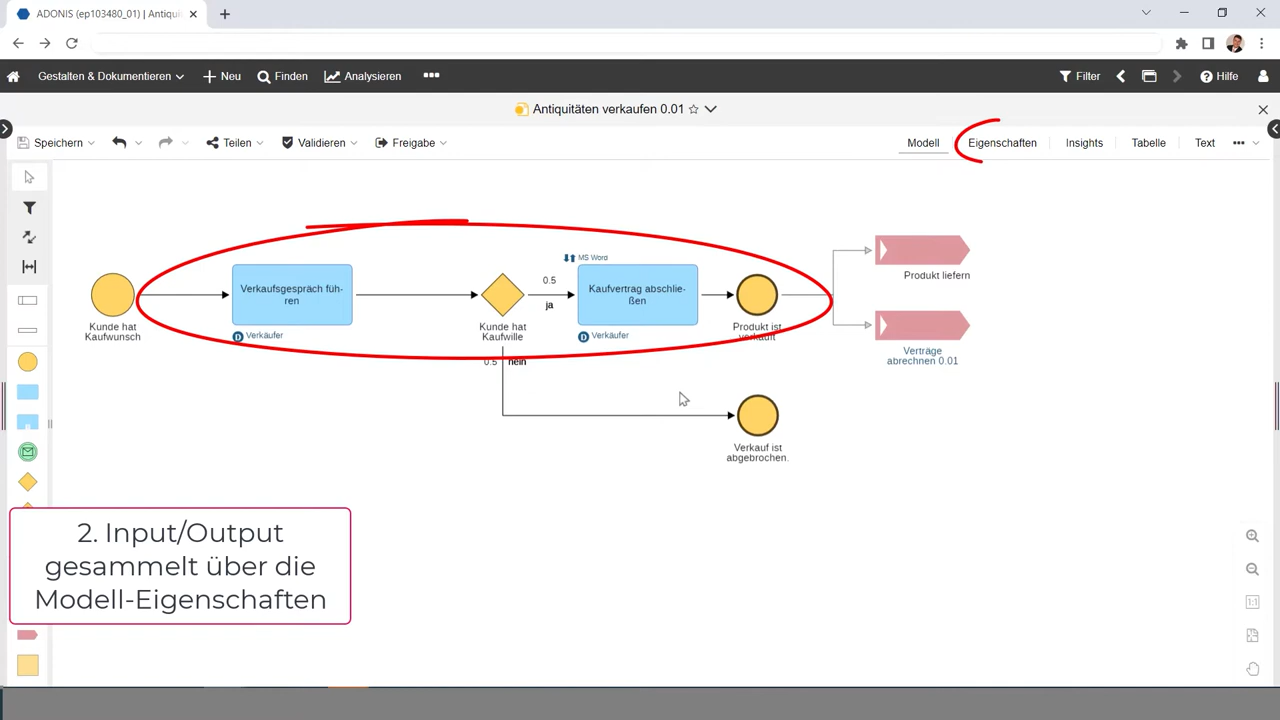 ADONIS (ep103480_01) | Antiqui
Gestalten & Dokumentieren
Neu
Finden
Analysieren
Filter
Hilfe
Antiquitäten verkaufen 0.01
Speichern
Teilen
Validieren
Freigabe
Modell
Eigenschaften
Insights
Tabelle
Text
Kunde hat
Kaufwunsch
Verkaufsgespräch füh-
ren
Verkäufer
Kunde hat
Kaufwille
0.5
ja
0.5
nein
MS Word
Kaufvertrag abschlie-
ßen
Verkäufer
Produkt ist
verkauft
Produkt liefern
Verträge
abrechnen 0.01
Verkauf ist
abgebrochen.
2. Input/Output
gesammelt über die
Modell-Eigenschaften
1:1